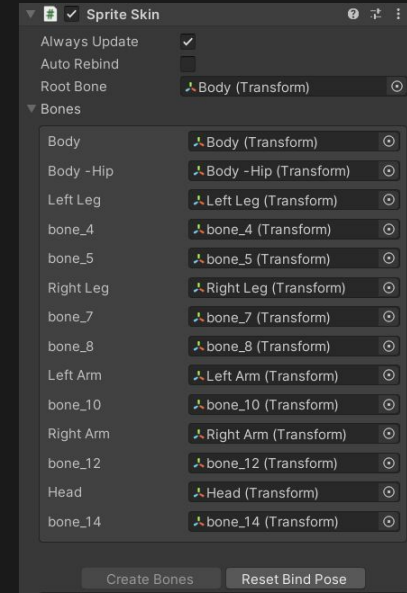 Sprite Skin
Always Update
Auto Rebind
Root Bone Body (Transform)
Bones
Body Body (Transform)
Body -Hip Body -Hip (Transform)
Left Leg Left Leg (Transform)
bone_4 bone_4 (Transform)
bone_5 bone_5 (Transform)
Right Leg Right Leg (Transform)
bone_7 bone_7 (Transform)
bone_8 bone_8 (Transform)
Left Arm Left Arm (Transform)
bone_10 bone_10 (Transform)
Right Arm Right Arm (Transform)
bone_12 bone_12 (Transform)
Head Head (Transform)
bone_14 bone_14 (Transform)
Create Bones Reset Bind Pose